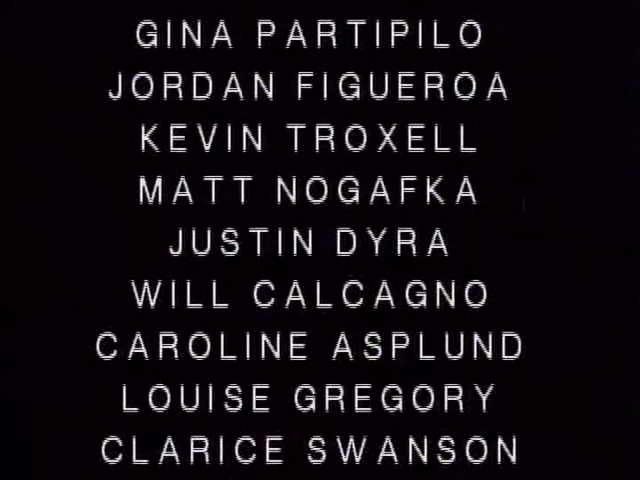 GINA PARTIPILO
JORDAN FIGUEROA
KEVIN TROXELL
MATT NOGAFKA
JUSTIN DYRA
WILL CALCAGNO
CAROLINE ASPLUND
LOUISE GREGORY
CLARICE SWANSON